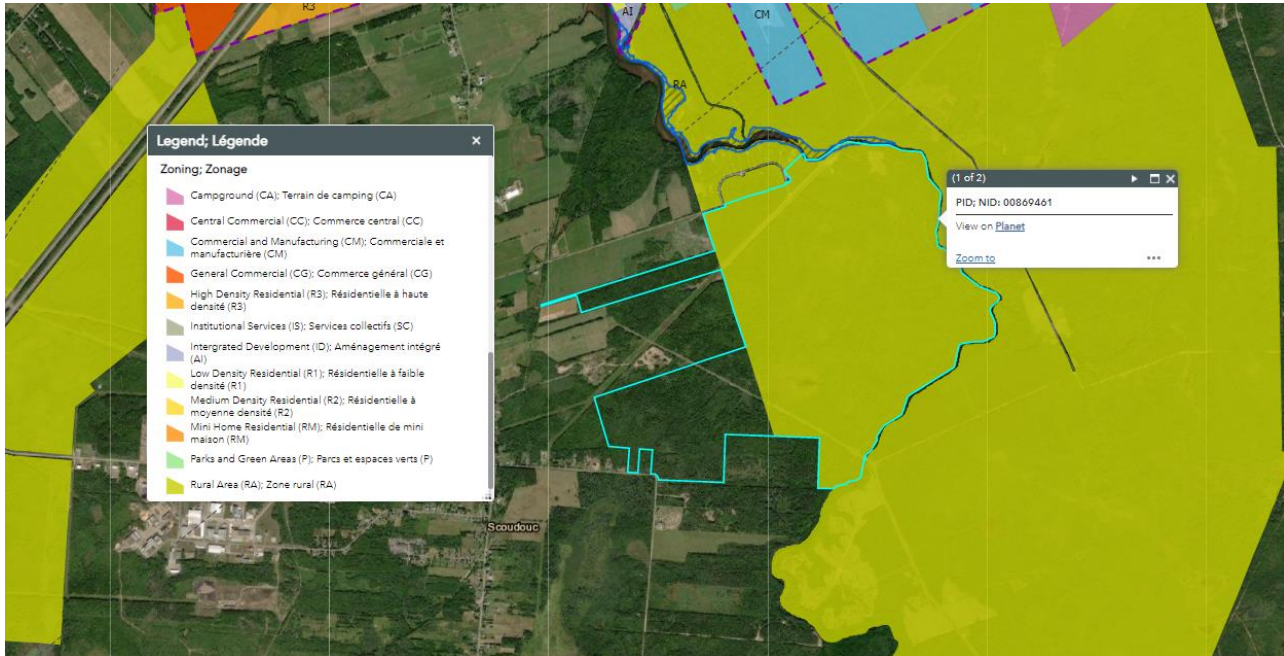 R3
AI
CM
RA
Legend; Légende
Zoning; Zonage
Campground (CA); Terrain de camping (CA)
Central Commercial (CC); Commerce central (CC)
Commercial and Manufacturing (CM); Commerciale et
manufacturière (CM)
General Commercial (CG); Commerce général (CG)
High Density Residential (R3); Résidentielle à haute
densité (R3)
Institutional Services (IS); Services collectifs (SC)
Intergrated Development (ID); Aménagement intégré
(AI)
Low Density Residential (R1); Résidentielle à faible
densité (R1)
Medium Density Residential (R2); Résidentielle à
moyenne densité (R2)
Mini Home Residential (RM); Résidentielle de mini
maison (RM)
Parks and Green Areas (P); Parcs et espaces verts (P)
Rural Area (RA); Zone rural (RA)
(1 of 2)
PID; NID: 00869461
View on Planet
Zoom to
Scoudouc